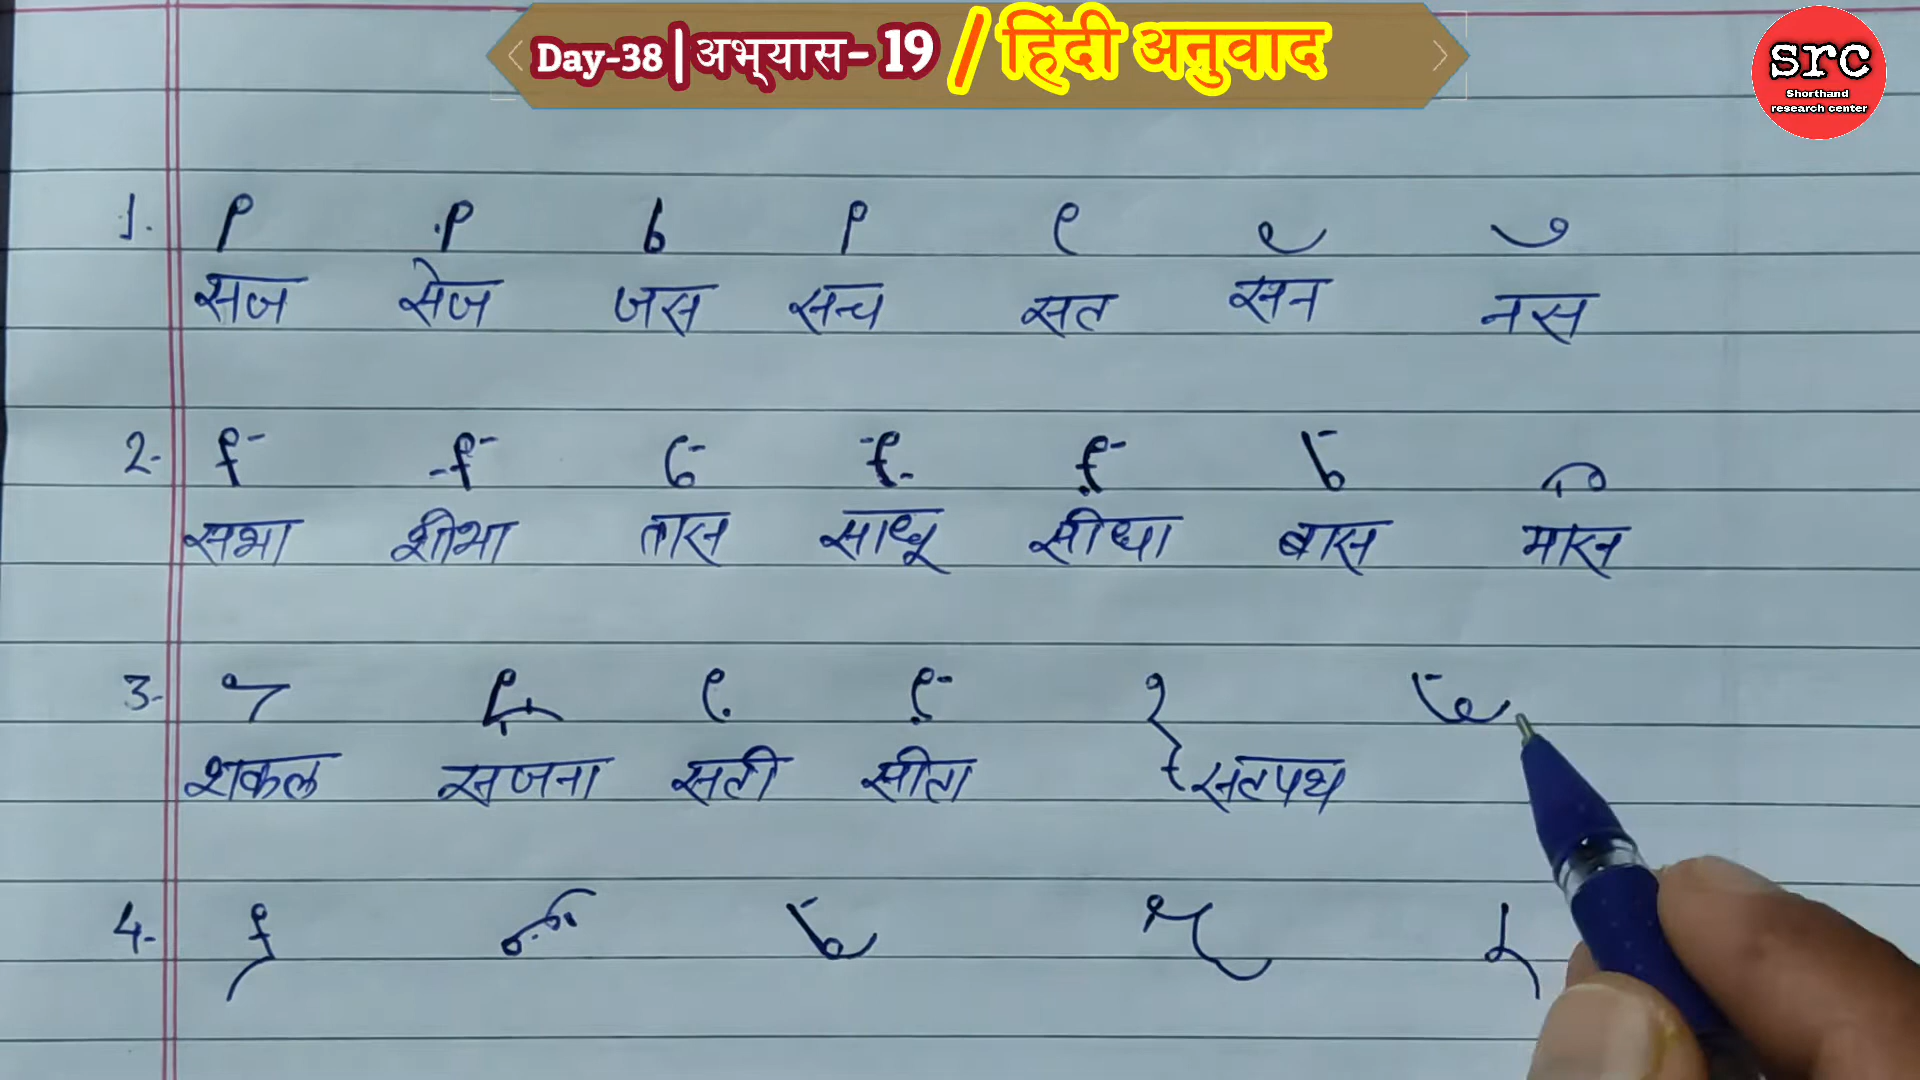 Day-38 | अभ्यास- 19 / हिंदी अनुवाद
src
Shorthand
research center
1.
सज सेज जस सच सत सन नस
2-
सभा शोभा तास साधू सीधा बास मास
3-
शकल सजना सती सीता सतपथ
4-